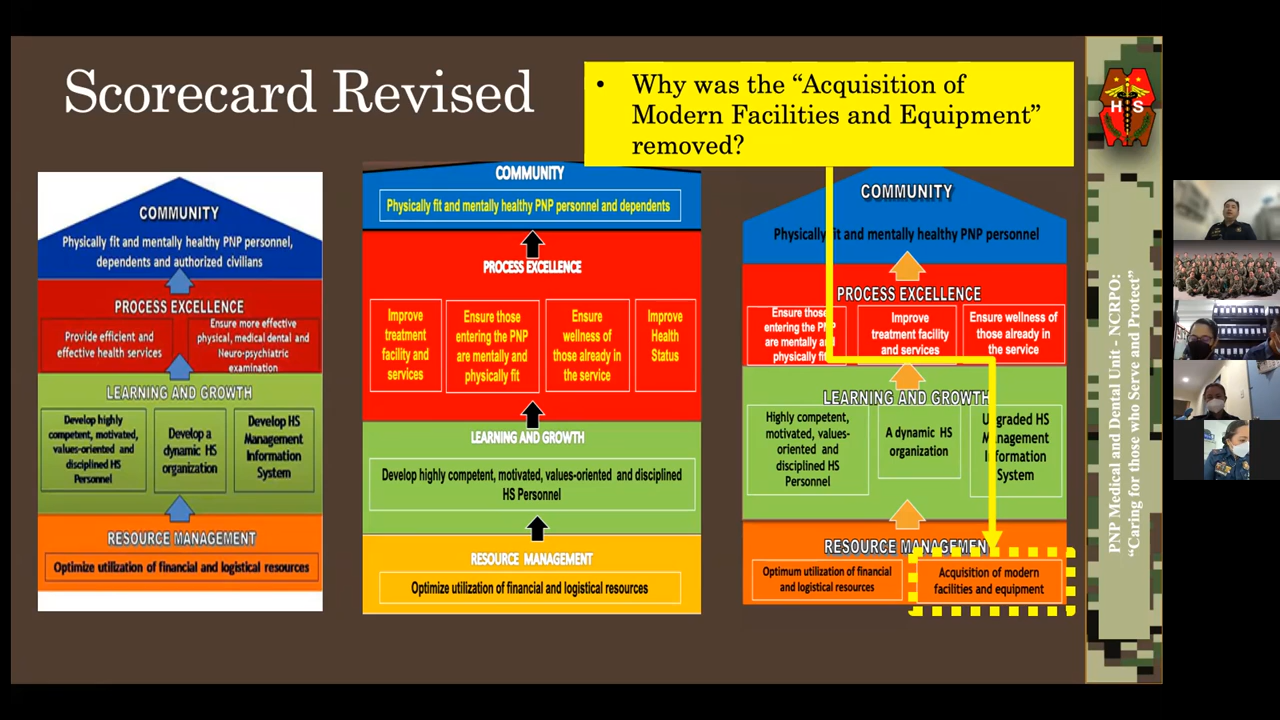 Scorecard Revised
• Why was the “Acquisition of
Modern Facilities and Equipment”
removed?
COMMUNITY
Physically fit and mentally healthy PNP personnel,
dependents and authorized civilians
PROCESS EXCELLENCE
Provide efficient and
effective health services
Ensure more effective
physical, medical dental and
Neuro-psychiatric
examination
LEARNING AND GROWTH
Develop highly
competent, motivated,
values-oriented and
disciplined HS
Personnel
Develop a
dynamic HS
organization
Develop HS
Management
Information
System
RESOURCE MANAGEMENT
Optimize utilization of financial and logistical resources
COMMUNITY
Physically fit and mentally healthy PNP personnel and dependents
PROCESS EXCELLENCE
Improve
treatment
facility and
services
Ensure those
entering the PNP
are mentally and
physically fit
Ensure
wellness of
those already in
the service
Improve
Health
Status
LEARNING AND GROWTH
Develop highly competent, motivated, values-oriented and disciplined
HS Personnel
RESOURCE MANAGEMENT
Optimize utilization of financial and logistical resources
COMMUNITY
Physically fit and mentally healthy PNP personnel
PROCESS EXCELLENCE
Ensure those
entering the PNP
are mentally and
physically fit
Improve
treatment facility
and services
Ensure wellness of
those already in
the service
LEARNING AND GROWTH
Highly competent,
motivated, values-
oriented and
disciplined HS
Personnel
A dynamic HS
organization
Upgraded HS
Management
Information
System
RESOURCE MANAGEMENT
Optimum utilization of financial
and logistical resources
Acquisition of modern
facilities and equipment
H S
PNP Medical and Dental Unit - NCRPO:
“Caring for those who Serve and Protect”